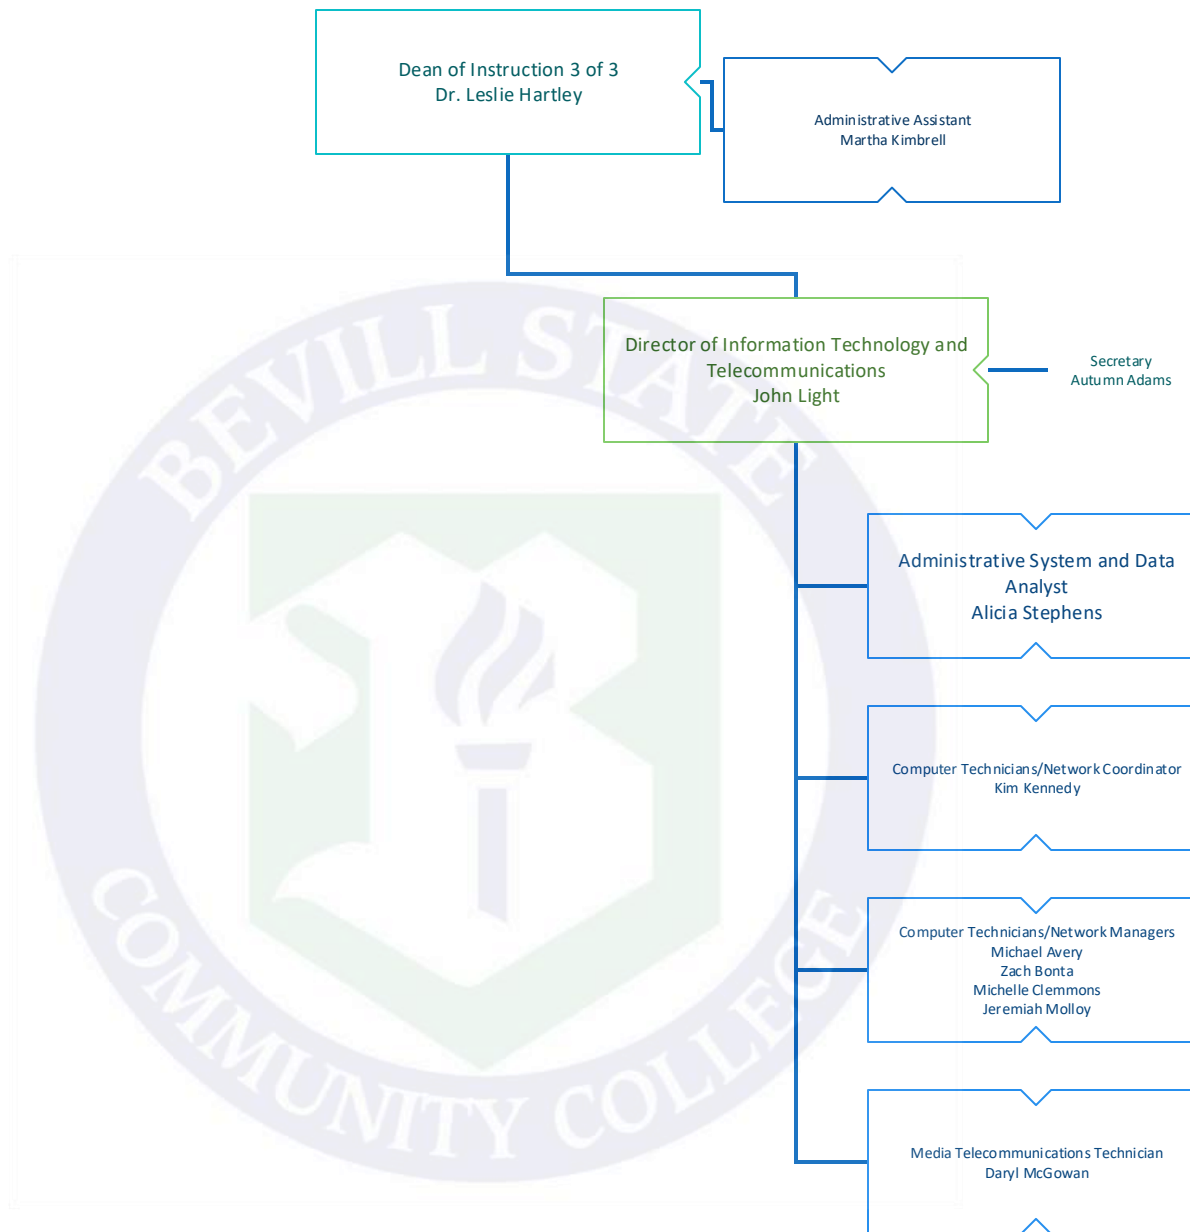 Dean of Instruction 3 of 3
Dr. Leslie Hartley
Administrative Assistant
Martha Kimbrell
Director of Information Technology and
Telecommunications
John Light
Secretary
Autumn Adams
Administrative System and Data
Analyst
Alicia Stephens
Computer Technicians/Network Coordinator
Kim Kennedy
Computer Technicians/Network Managers
Michael Avery
Zach Bonta
Michelle Clemmons
Jeremiah Molloy
Media Telecommunications Technician
Daryl McGowan
BEVILL STATE
COMMUNITY COLLEGE